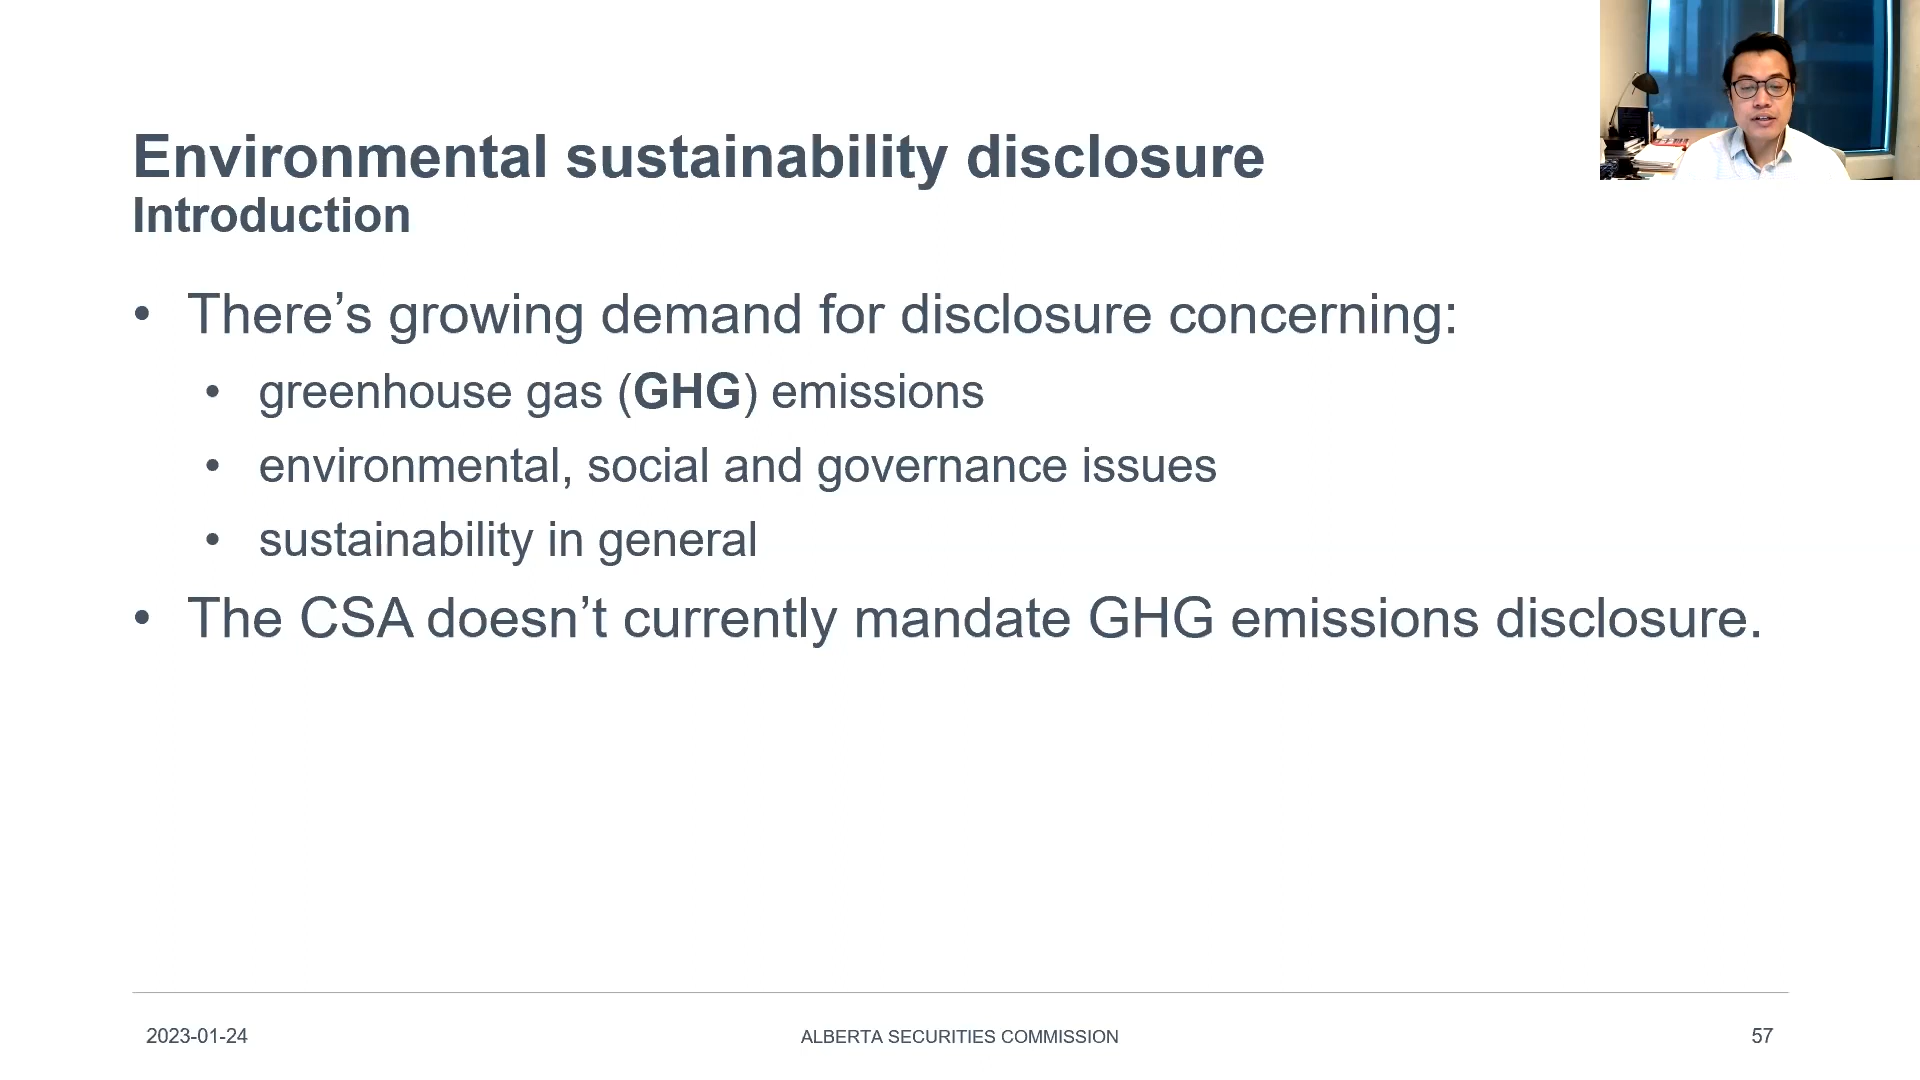 Environmental sustainability disclosure
Introduction
• There’s growing demand for disclosure concerning:
• greenhouse gas (GHG) emissions
• environmental, social and governance issues
• sustainability in general
• The CSA doesn’t currently mandate GHG emissions disclosure.
2023-01-24
ALBERTA SECURITIES COMMISSION
57